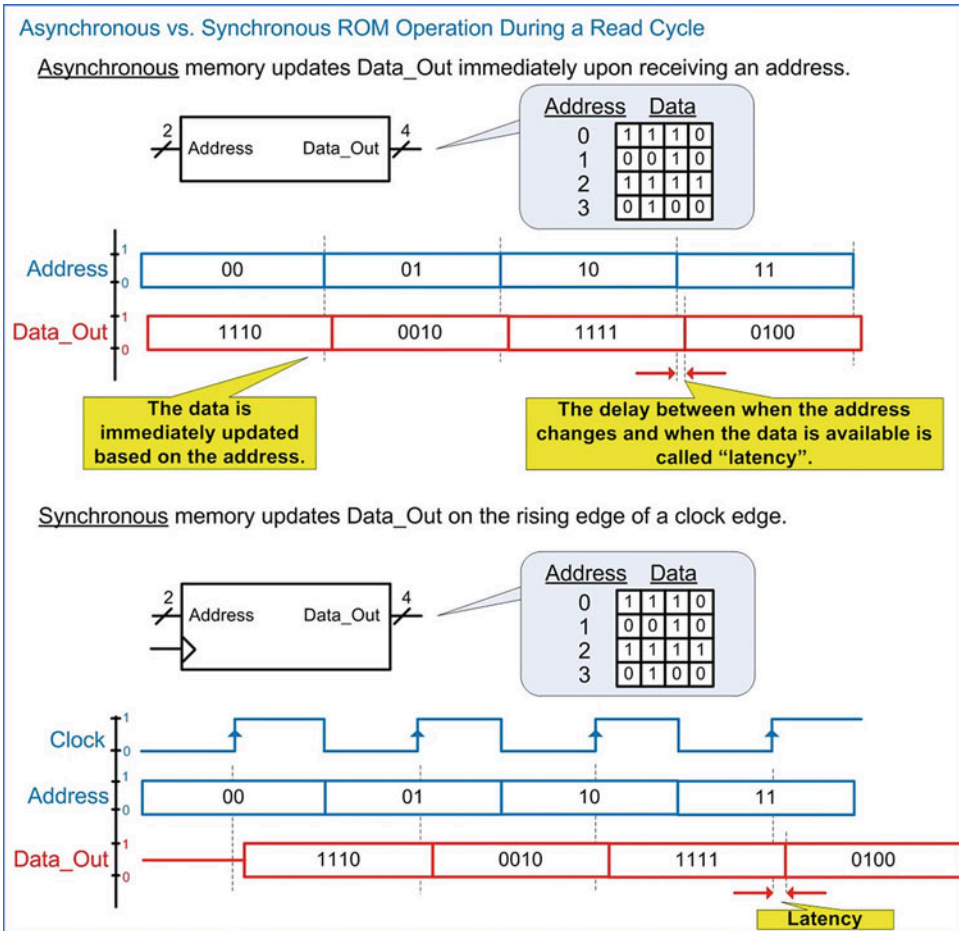 Asynchronous vs. Synchronous ROM Operation During a Read Cycle
Asynchronous memory updates Data_Out immediately upon receiving an address.
2
Address Data_Out
4
Address Data
0 1 1 1 0
1 0 0 1 0
2 1 1 1 1
3 0 1 0 0
Address
1
0
00 01 10 11
Data_Out
1
0
1110 0010 1111 0100
The data is
immediately updated
based on the address.
The delay between when the address
changes and when the data is available is
called “latency”.
Synchronous memory updates Data_Out on the rising edge of a clock edge.
2
Address Data_Out
4
Address Data
0 1 1 1 0
1 0 0 1 0
2 1 1 1 1
3 0 1 0 0
Clock
1
0
Address
1
0
00 01 10 11
Data_Out
1
0
1110 0010 1111 0100
Latency